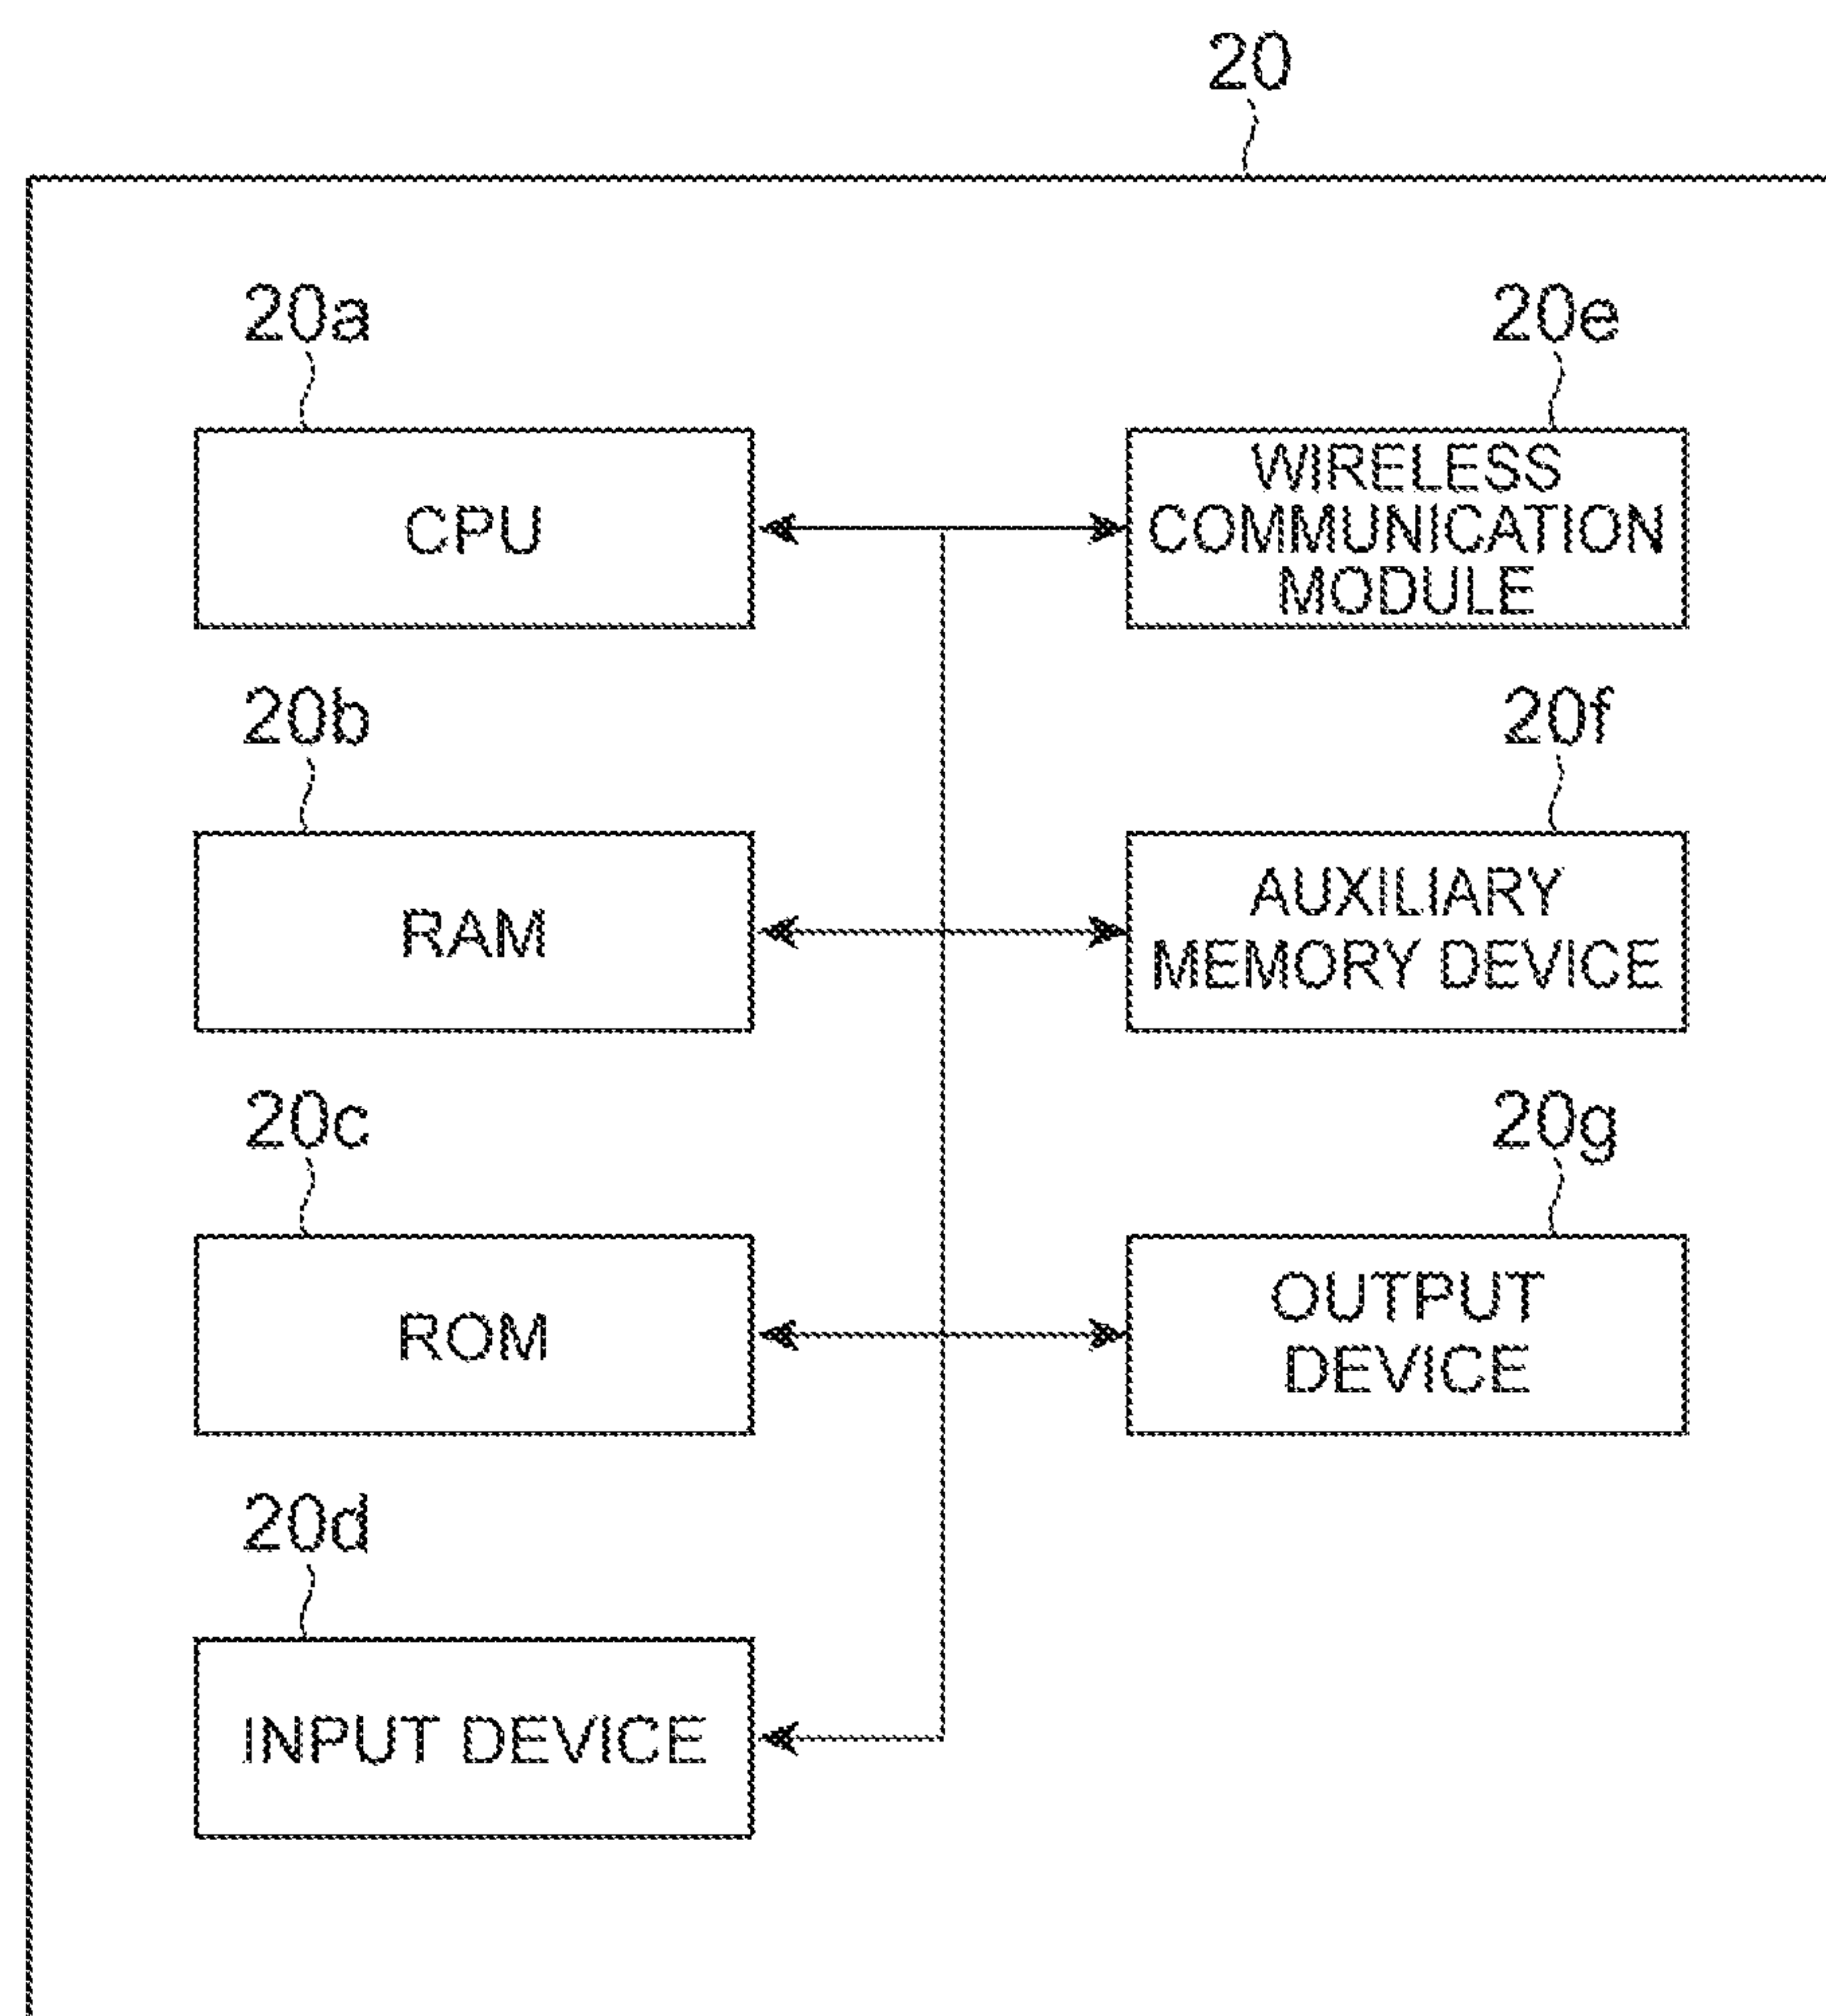 20
20a
CPU
20e
WIRELESS
COMMUNICATION
MODULE
20b
RAM
20f
AUXILIARY
MEMORY DEVICE
20c
ROM
20g
OUTPUT
DEVICE
20d
INPUT DEVICE